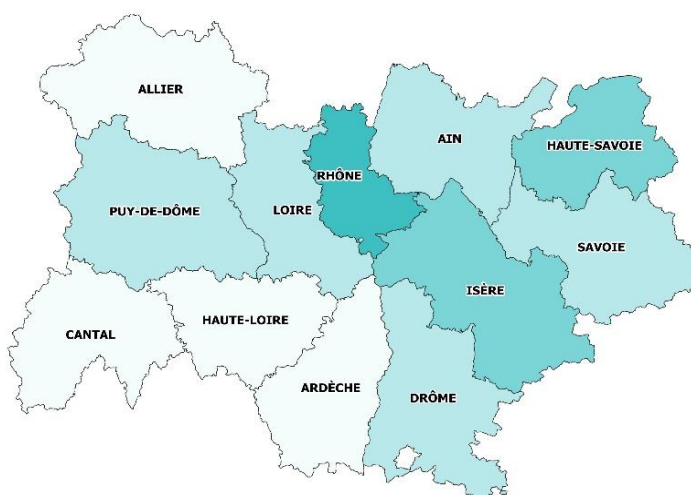 ALLIER
AIN
HAUTE-SAVOIE
RHÔNE
PUY-DE-DÔME
LOIRE
SAVOIE
ISÈRE
HAUTE-LOIRE
CANTAL
ARDÈCHE
DRÔME